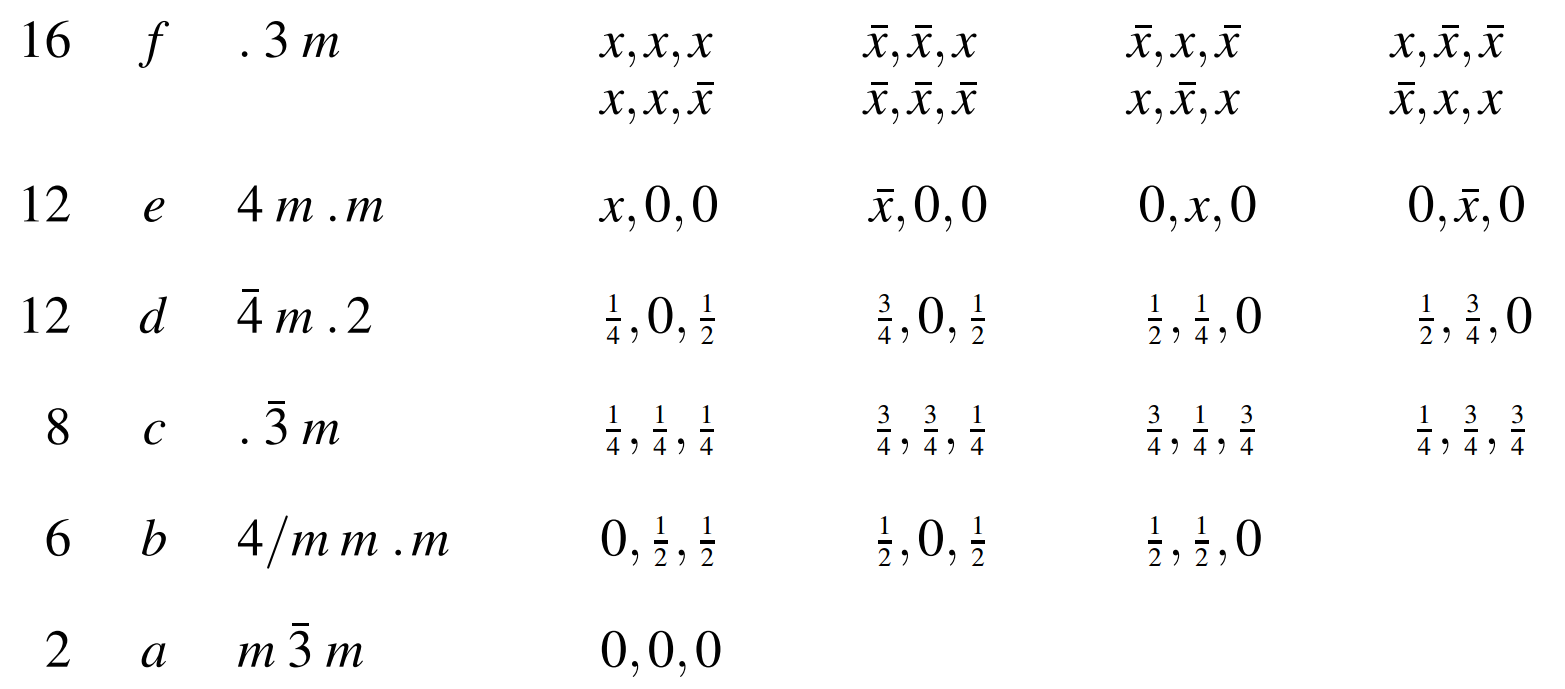 16 f . 3 m x,x,x x̄,x̄,x x̄,x,x̄ x,x̄,x̄
x,x,x̄ x̄,x̄,x̄ x,x̄,x x̄,x,x
12 e 4 m . m x,0,0 x̄,0,0 0,x,0 0,x̄,0
12 d 4̄ m . 2 1/4,0,1/2 3/4,0,1/2 1/2,1/4,0 1/2,3/4,0
8 c . 3̄ m 1/4,1/4,1/4 3/4,3/4,1/4 3/4,1/4,3/4 1/4,3/4,3/4
6 b 4/m m . m 0,1/2,1/2 1/2,0,1/2 1/2,1/2,0
2 a m 3̄ m 0,0,0